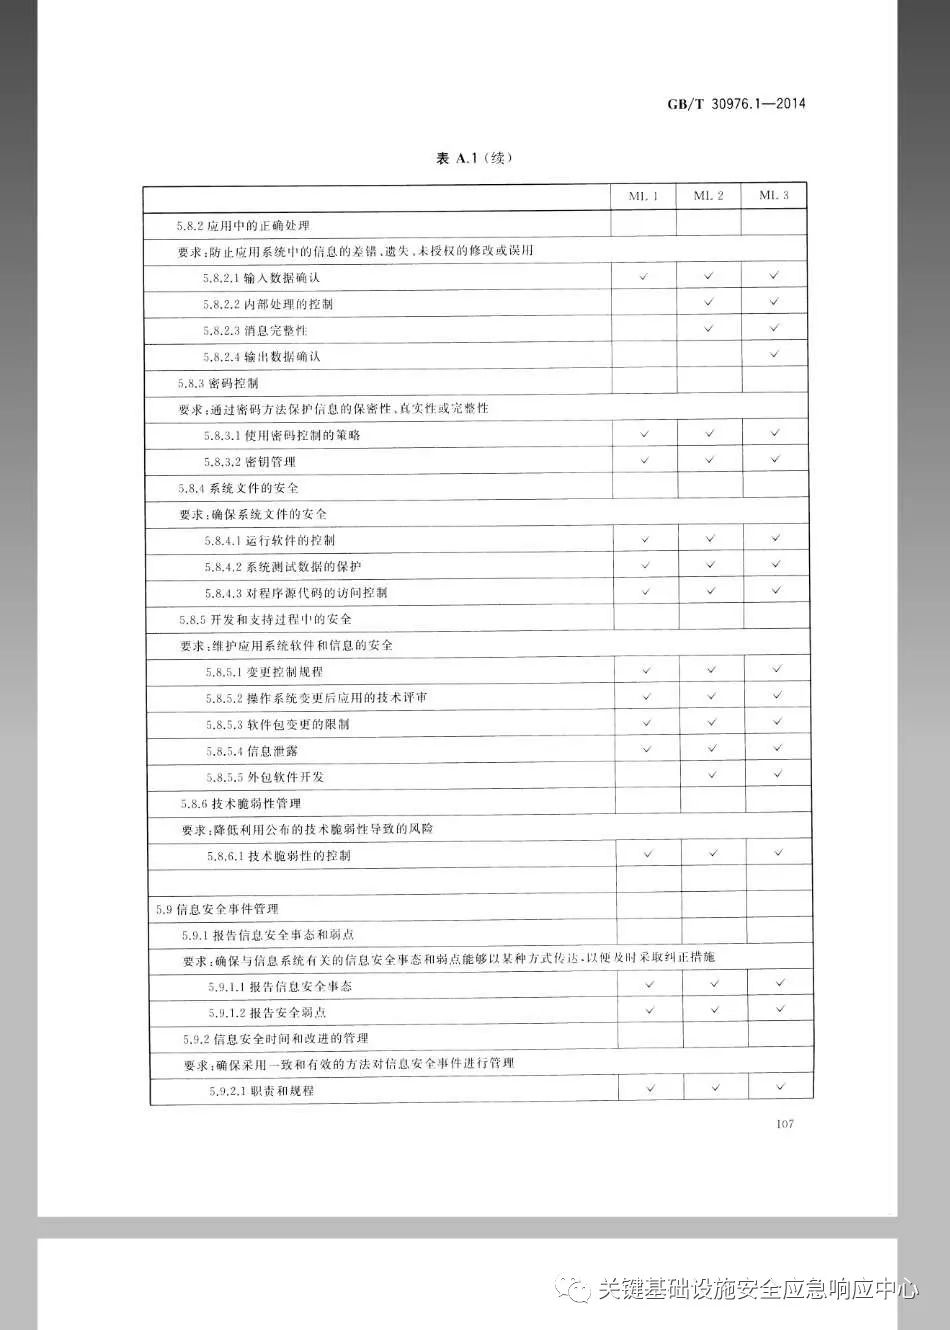 GB/T 30976.1—2014
表 A.1 (续)
ML 1 ML 2 ML 3
5.8.2 应用中的正确处理
要求:防止应用系统中的信息的差错、遗失、未授权的修改或误用
5.8.2.1 输入数据确认 ✓ ✓ ✓
5.8.2.2 内部处理的控制 ✓ ✓
5.8.2.3 消息完整性 ✓ ✓
5.8.2.4 输出数据确认 ✓
5.8.3 密码控制
要求:通过密码方法保护信息的保密性、真实性或完整性
5.8.3.1 使用密码控制的策略 ✓ ✓ ✓
5.8.3.2 密钥管理 ✓ ✓ ✓
5.8.4 系统文件的安全
要求:确保系统文件的安全
5.8.4.1 运行软件的控制 ✓ ✓ ✓
5.8.4.2 系统测试数据的保护 ✓ ✓ ✓
5.8.4.3 对程序源代码的访问控制 ✓ ✓ ✓
5.8.5 开发和支持过程中的安全
要求:维护应用系统软件和信息的安全
5.8.5.1 变更控制规程 ✓ ✓ ✓
5.8.5.2 操作系统变更后应用的技术评审 ✓ ✓ ✓
5.8.5.3 软件包变更的限制 ✓ ✓ ✓
5.8.5.4 信息泄露 ✓ ✓ ✓
5.8.5.5 外包软件开发 ✓ ✓
5.8.6 技术脆弱性管理
要求:降低利用公布的技术脆弱性导致的风险
5.8.6.1 技术脆弱性的控制 ✓ ✓ ✓
5.9 信息安全事件管理
5.9.1 报告信息安全事态和弱点
要求:确保与信息系统有关的信息安全事态和弱点能够以某种方式传达,以便及时采取纠正措施
5.9.1.1 报告信息安全事态 ✓ ✓ ✓
5.9.1.2 报告安全弱点 ✓ ✓ ✓
5.9.2 信息安全时间和改进的管理
要求:确保采用一致和有效的方法对信息安全事件进行管理
5.9.2.1 职责和规程 ✓ ✓ ✓
107
关键基础设施安全应急响应中心